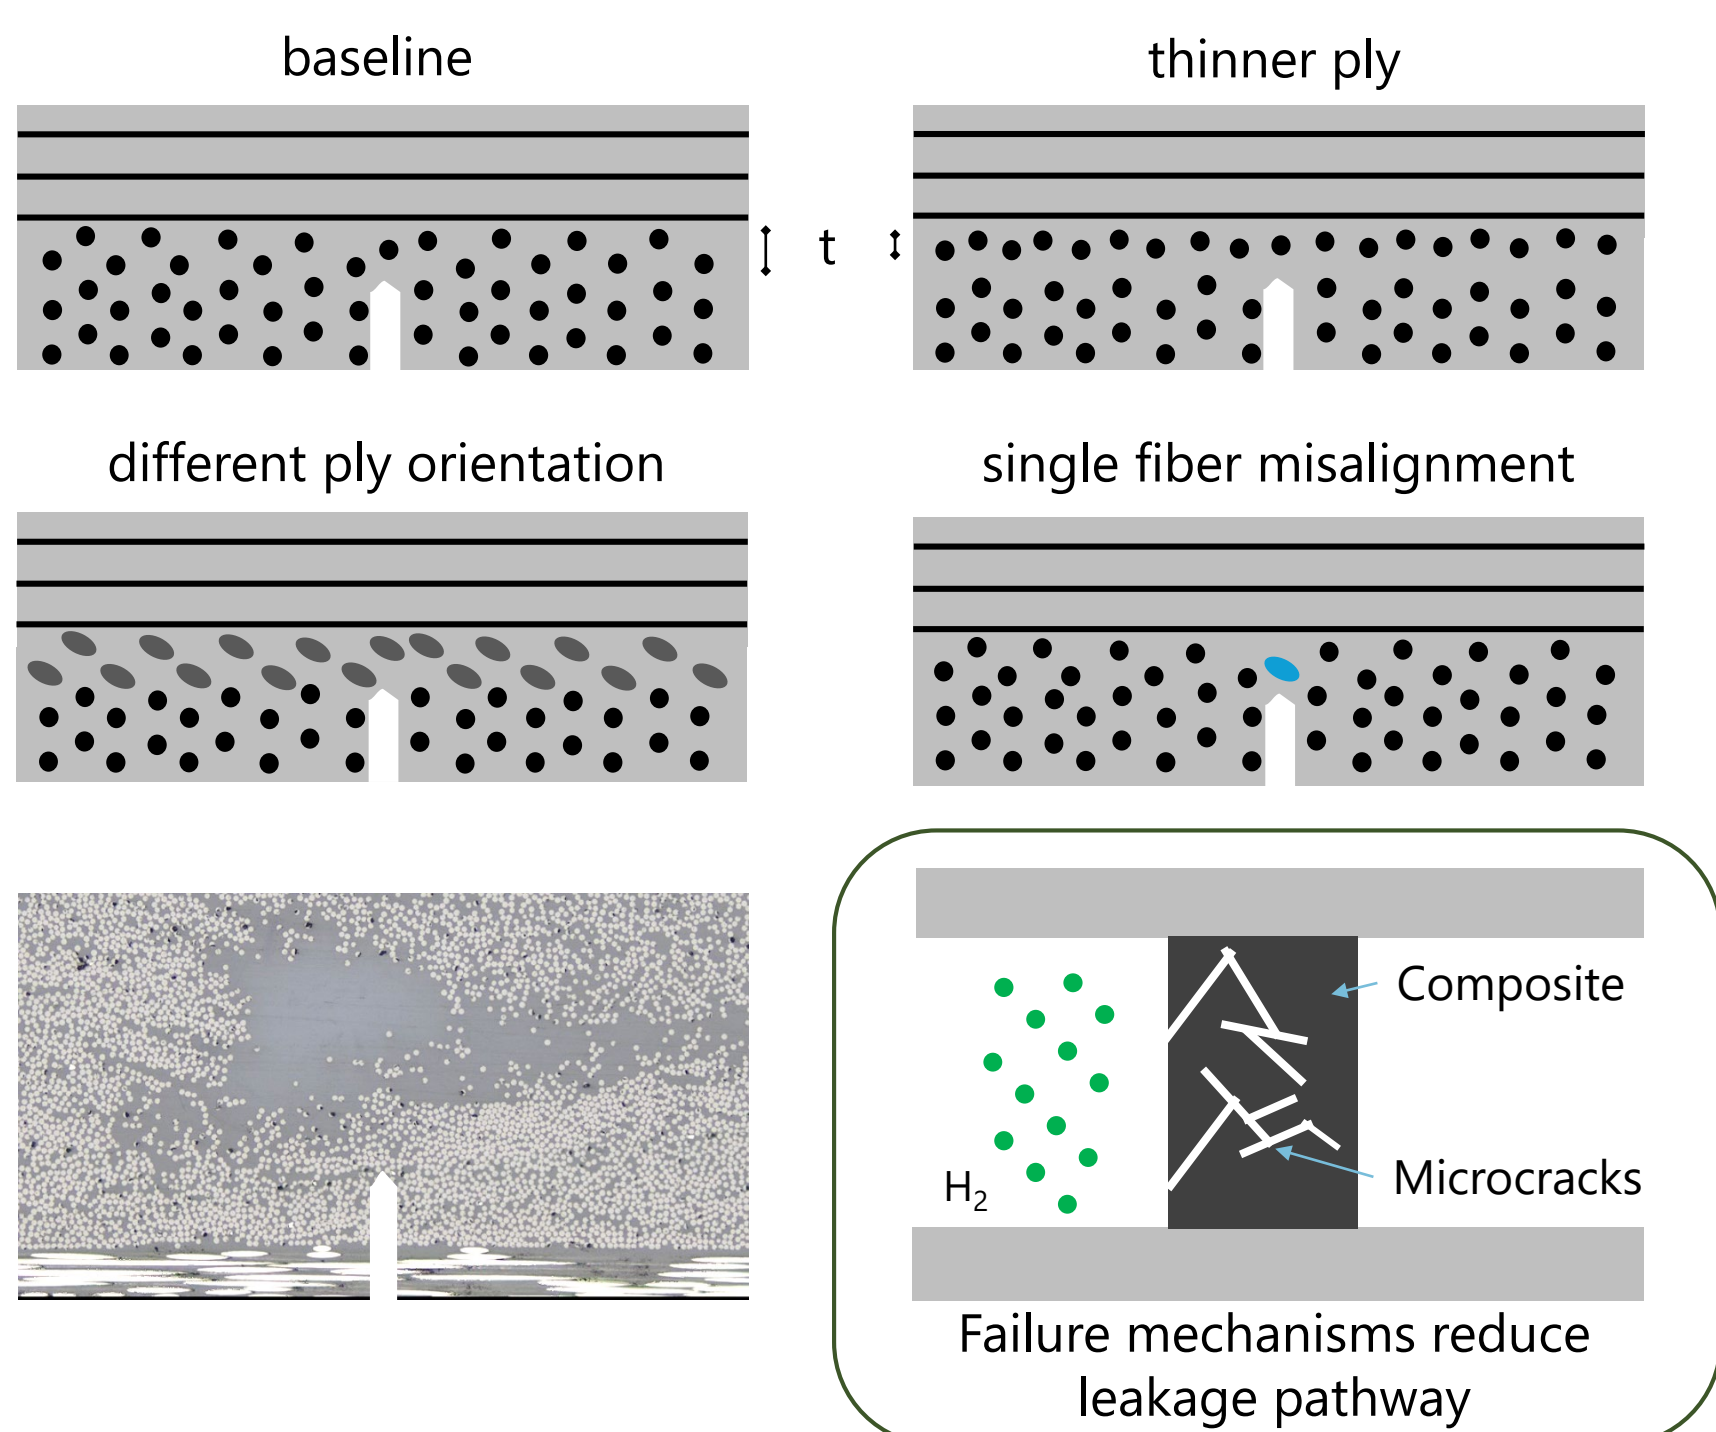 baseline
thinner ply
t
different ply orientation
single fiber misalignment
Composite
Microcracks
H₂
Failure mechanisms reduce
leakage pathway